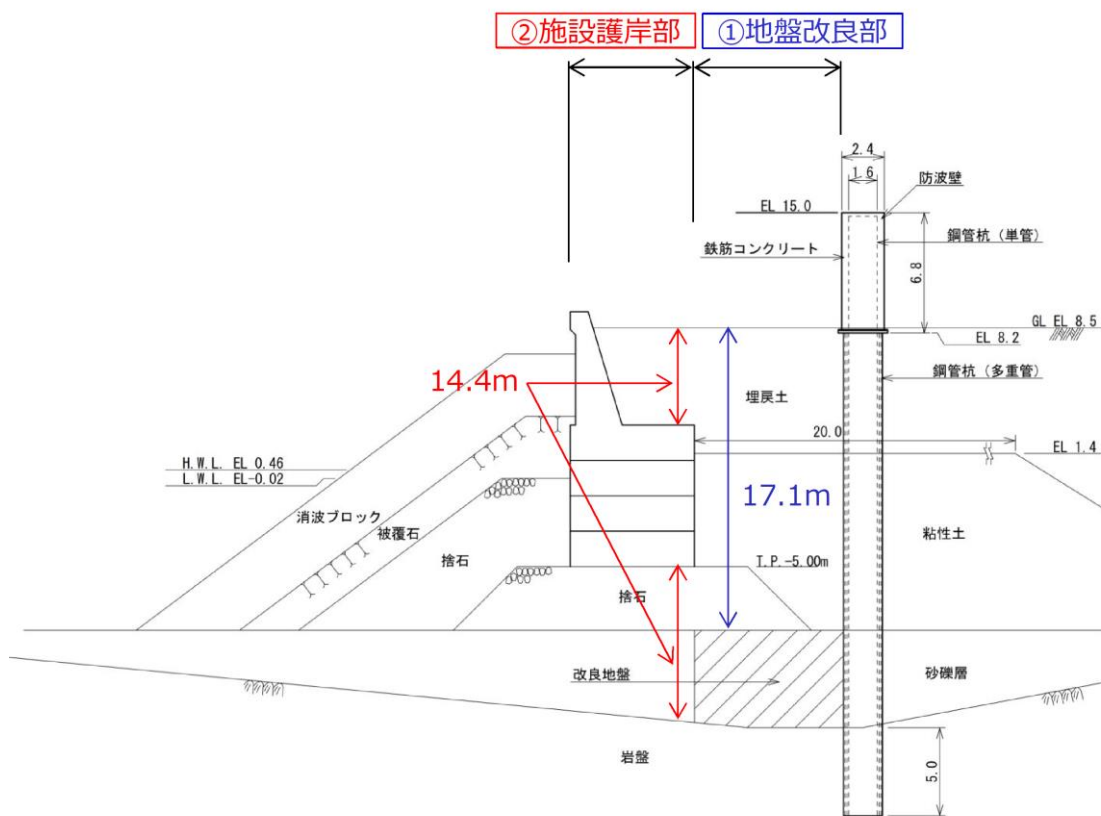 ②施設護岸部
①地盤改良部
2.4
1.6
防波壁
EL 15.0
鋼管杭(単管)
鉄筋コンクリート
6.8
GL EL 8.5
EL 8.2
14.4m
鋼管杭(多重管)
埋戻土
20.0
EL 1.4
H.W.L. EL 0.46
L.W.L. EL-0.02
17.1m
消波ブロック
被覆石
粘性土
捨石
T.P.-5.00m
捨石
改良地盤
砂礫層
岩盤
5.0